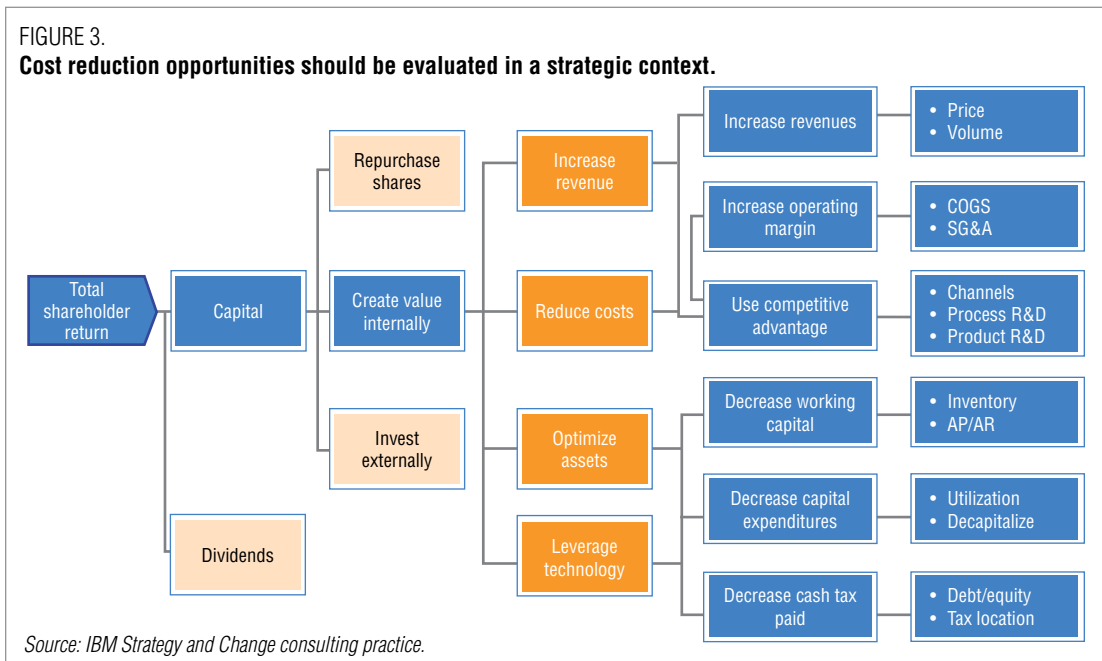 FIGURE 3.
Cost reduction opportunities should be evaluated in a strategic context.
Total
shareholder
return
Capital
Dividends
Repurchase
shares
Create value
internally
Invest
externally
Increase
revenue
Reduce costs
Optimize
assets
Leverage
technology
Increase revenues
• Price
• Volume
Increase operating
margin
• COGS
• SG&A
Use competitive
advantage
• Channels
• Process R&D
• Product R&D
Decrease working
capital
• Inventory
• AP/AR
Decrease capital
expenditures
• Utilization
• Decapitalize
Decrease cash tax
paid
• Debt/equity
• Tax location
Source: IBM Strategy and Change consulting practice.